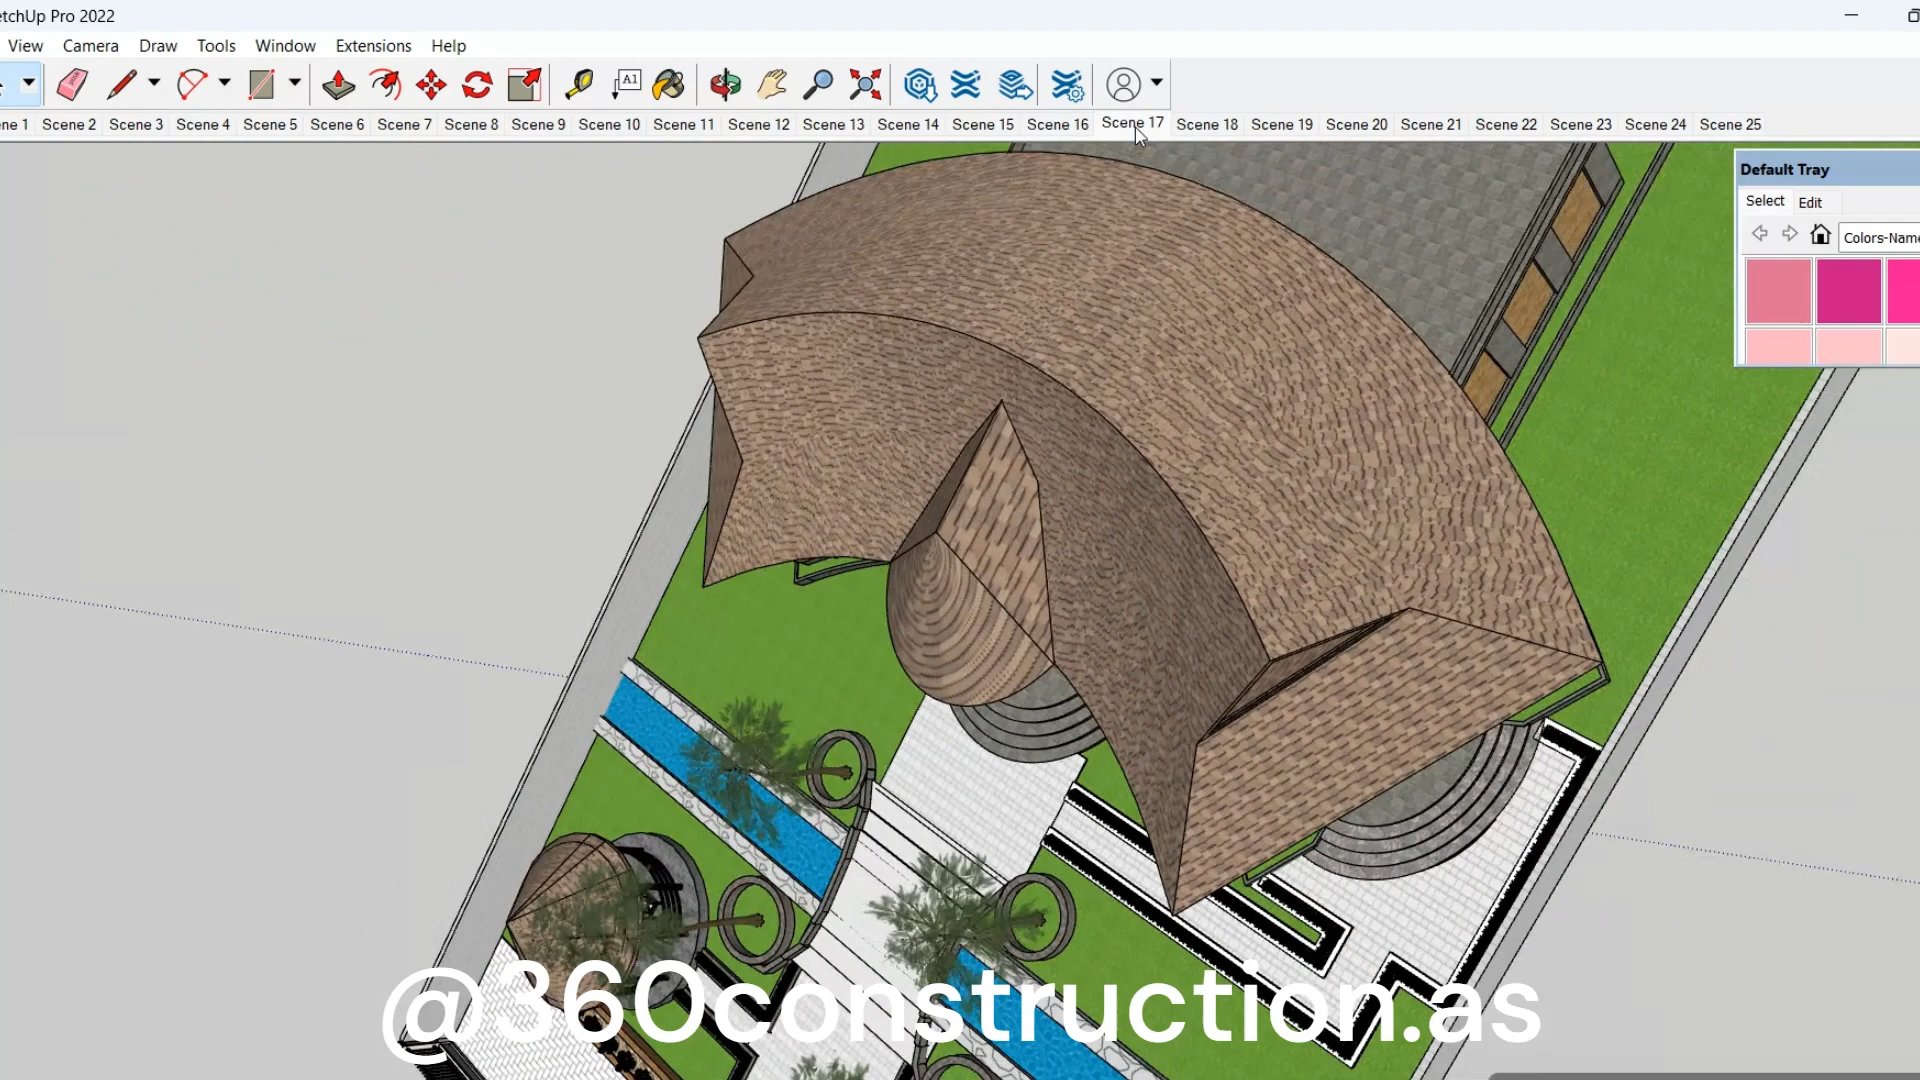 etchUp Pro 2022
View Camera Draw Tools Window Extensions Help
A1
ne 1 Scene 2 Scene 3 Scene 4 Scene 5 Scene 6 Scene 7 Scene 8 Scene 9 Scene 10 Scene 11 Scene 12 Scene 13 Scene 14 Scene 15 Scene 16 Scene 17 Scene 18 Scene 19 Scene 20 Scene 21 Scene 22 Scene 23 Scene 24 Scene 25
Default Tray
Select Edit
Colors-Name
@360construction.as